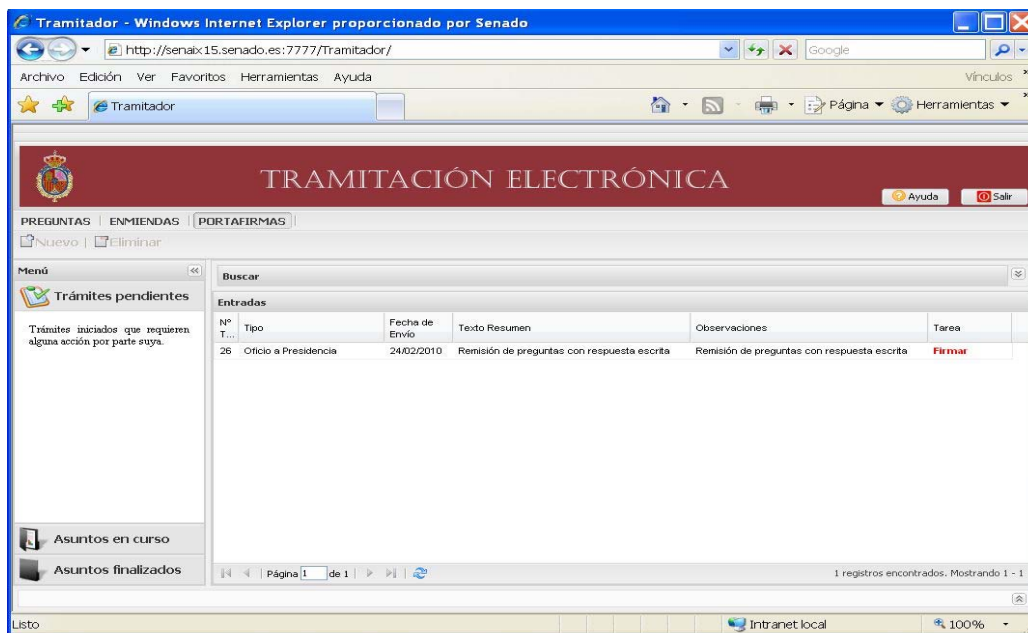 Tramitador - Windows Internet Explorer proporcionado por Senado
http://senaix15.senado.es:7777/Tramitador/
Google
Archivo Edición Ver Favoritos Herramientas Ayuda
Vínculos
Tramitador
Página Herramientas
TRAMITACIÓN ELECTRÓNICA
Ayuda Salir
PREGUNTAS | ENMIENDAS | PORTAFIRMAS
Nuevo | Eliminar
Menú
Buscar
Trámites pendientes
Entradas
Trámites iniciados que requieren
alguna acción por parte suya.
Nº T... Tipo Fecha de Envío Texto Resumen Observaciones Tarea
26 Oficio a Presidencia 24/02/2010 Remisión de preguntas con respuesta escrita Remisión de preguntas con respuesta escrita Firmar
Asuntos en curso
Asuntos finalizados
Página 1 de 1
1 registros encontrados. Mostrando 1 - 1
Listo
Intranet local
100%